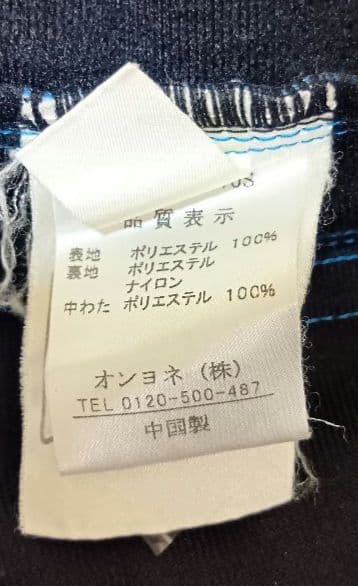 品質表示
表地 ポリエステル 100%
裏地 ポリエステル
ナイロン
中わた ポリエステル 100%
オンヨネ (株)
TEL 0120-500-487
中国製